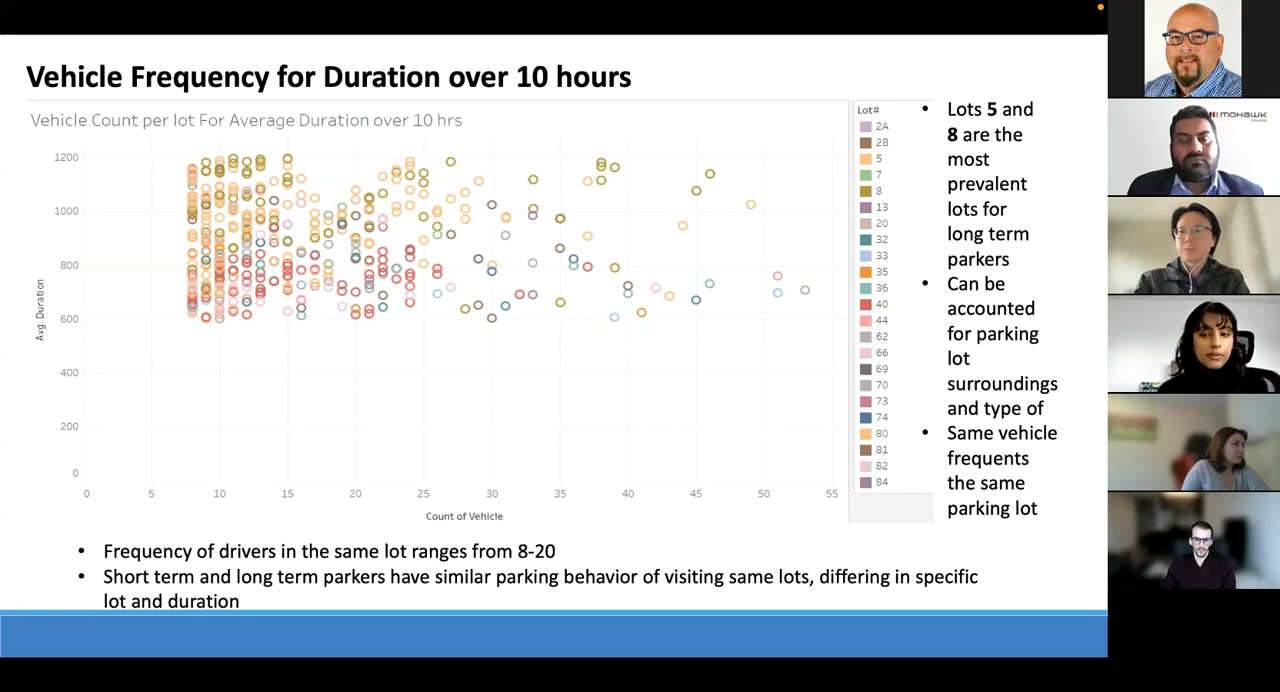 Vehicle Frequency for Duration over 10 hours
Vehicle Count per lot For Average Duration over 10 hrs
1200
1000
800
600
400
200
0
Avg. Duration
0 5 10 15 20 25 30 35 40 45 50 55
Count of Vehicle
Lot#
2A
2B
5
7
8
13
20
32
33
35
36
40
44
62
66
69
70
73
74
80
81
82
84
• Lots 5 and
8 are the
most
prevalent
lots for
long term
parkers
• Can be
accounted
for parking
lot
surroundings
and type of
• Same vehicle
frequents
the same
parking lot
• Frequency of drivers in the same lot ranges from 8-20
• Short term and long term parkers have similar parking behavior of visiting same lots, differing in specific
lot and duration
mohawk
COLLEGE